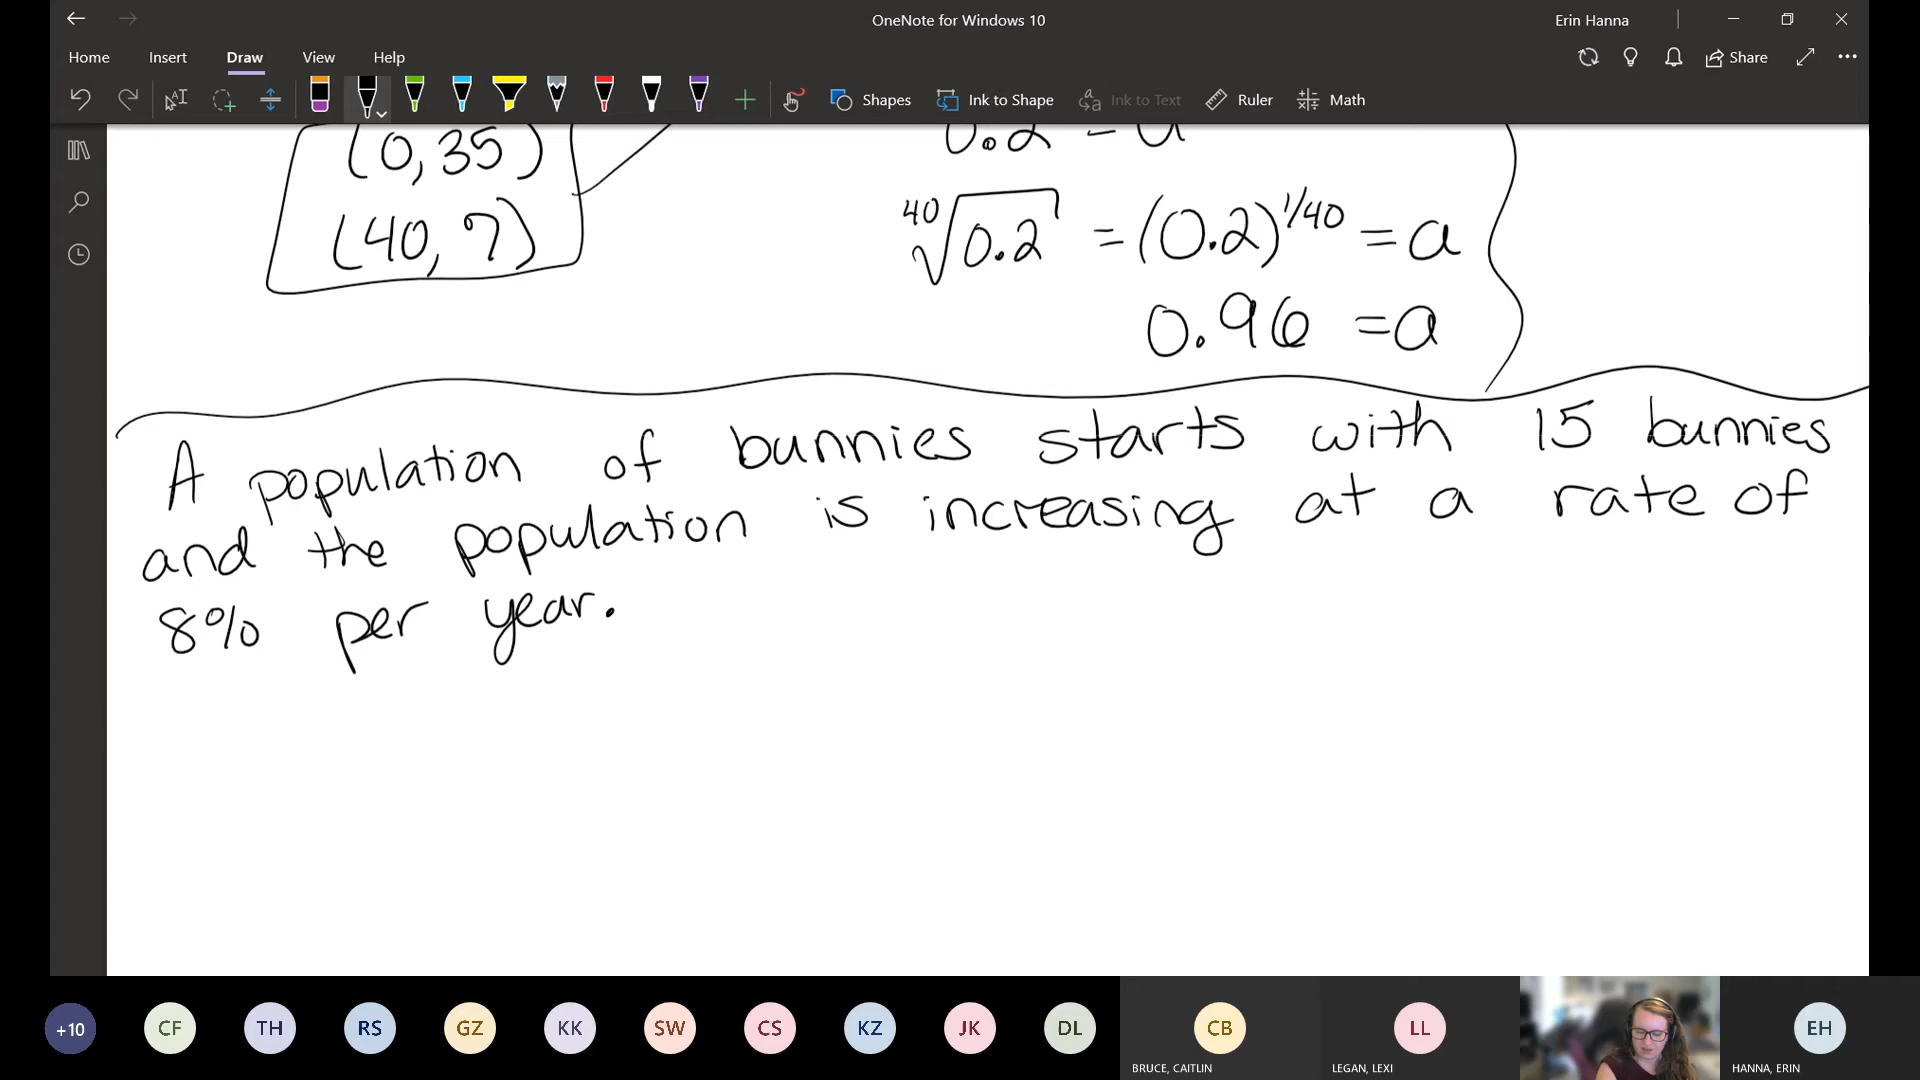 OneNote for Windows 10
Erin Hanna
Home Insert Draw View Help
Share
Shapes Ink to Shape Ink to Text Ruler Math
(0,35)
(40,7)
0.2 = a
40√0.2 = (0.2)^1/40 = a
0.96 = a
A population of bunnies starts with 15 bunnies
and the population is increasing at a rate of
8% per year.
+10 CF TH RS GZ KK SW CS KZ JK DL CB LL EH
BRUCE, CAITLIN LEGAN, LEXI HANNA, ERIN